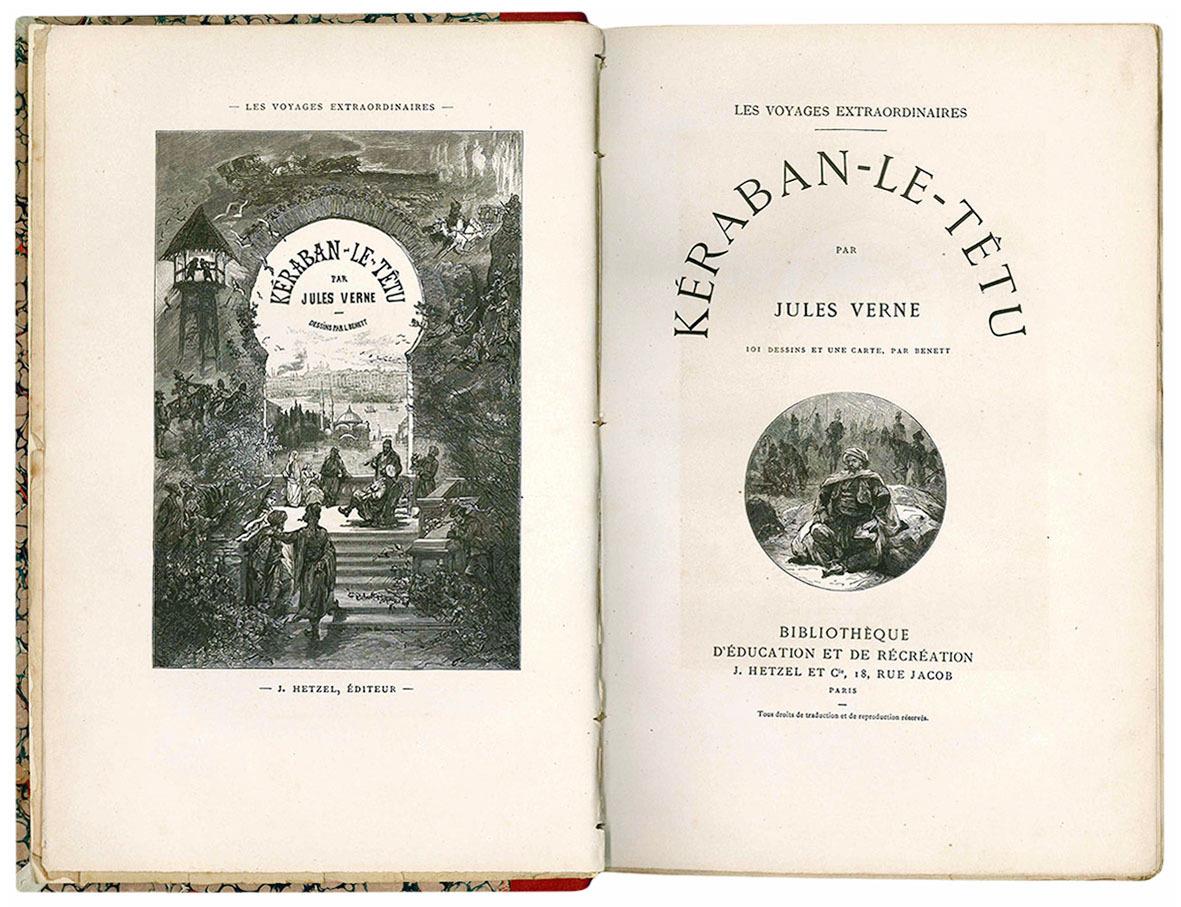 — LES VOYAGES EXTRAORDINAIRES —
KÉRABAN-LE-TÊTU
PAR
JULES VERNE
DESSINS PAR L. BENETT
— J. HETZEL, ÉDITEUR —
LES VOYAGES EXTRAORDINAIRES
KÉRABAN-LE-TÊTU
PAR
JULES VERNE
101 DESSINS ET UNE CARTE, PAR BENETT
BIBLIOTHÈQUE
D'ÉDUCATION ET DE RÉCRÉATION
J. HETZEL ET Cie, 18, RUE JACOB
PARIS
Tous droits de traduction et de reproduction réservés.